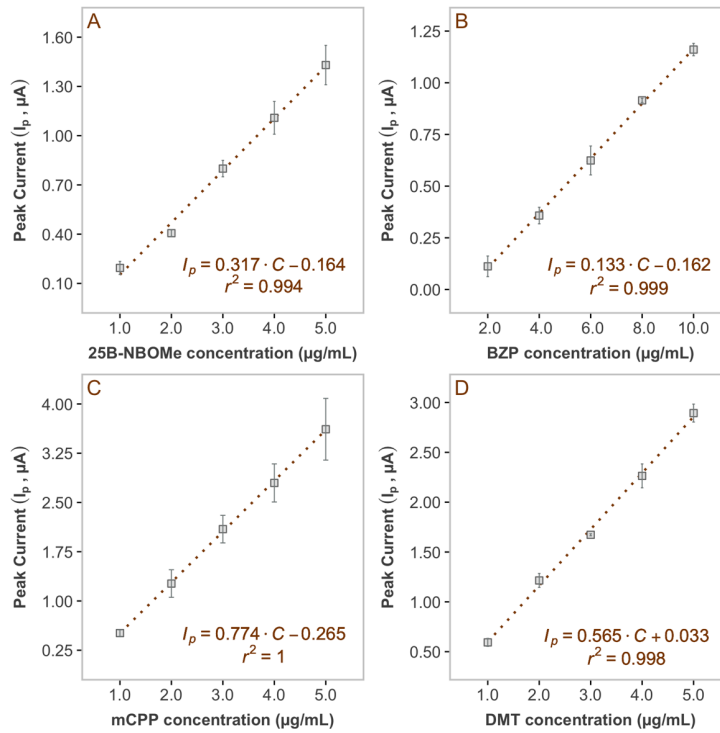 A
Peak Current (Ip , µA)
1.60
1.30
1.00
0.70
0.40
0.10
Ip = 0.317 · C − 0.164
r² = 0.994
1.0 2.0 3.0 4.0 5.0
25B-NBOMe concentration (µg/mL)
B
Peak Current (Ip , µA)
1.25
1.00
0.75
0.50
0.25
0.00
Ip = 0.133 · C − 0.162
r² = 0.999
2.0 4.0 6.0 8.0 10.0
BZP concentration (µg/mL)
C
Peak Current (Ip , µA)
4.00
3.25
2.50
1.75
1.00
0.25
Ip = 0.774 · C − 0.265
r² = 1
1.0 2.0 3.0 4.0 5.0
mCPP concentration (µg/mL)
D
Peak Current (Ip , µA)
3.00
2.50
2.00
1.50
1.00
0.50
Ip = 0.565 · C + 0.033
r² = 0.998
1.0 2.0 3.0 4.0 5.0
DMT concentration (µg/mL)